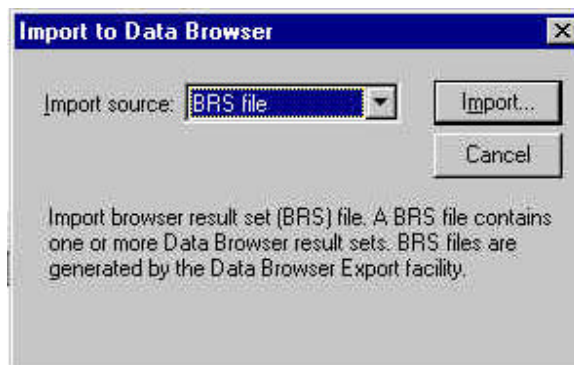 Import to Data Browser
Import source: BRS file
Import...
Cancel
Import browser result set (BRS) file. A BRS file contains
one or more Data Browser result sets. BRS files are
generated by the Data Browser Export facility.